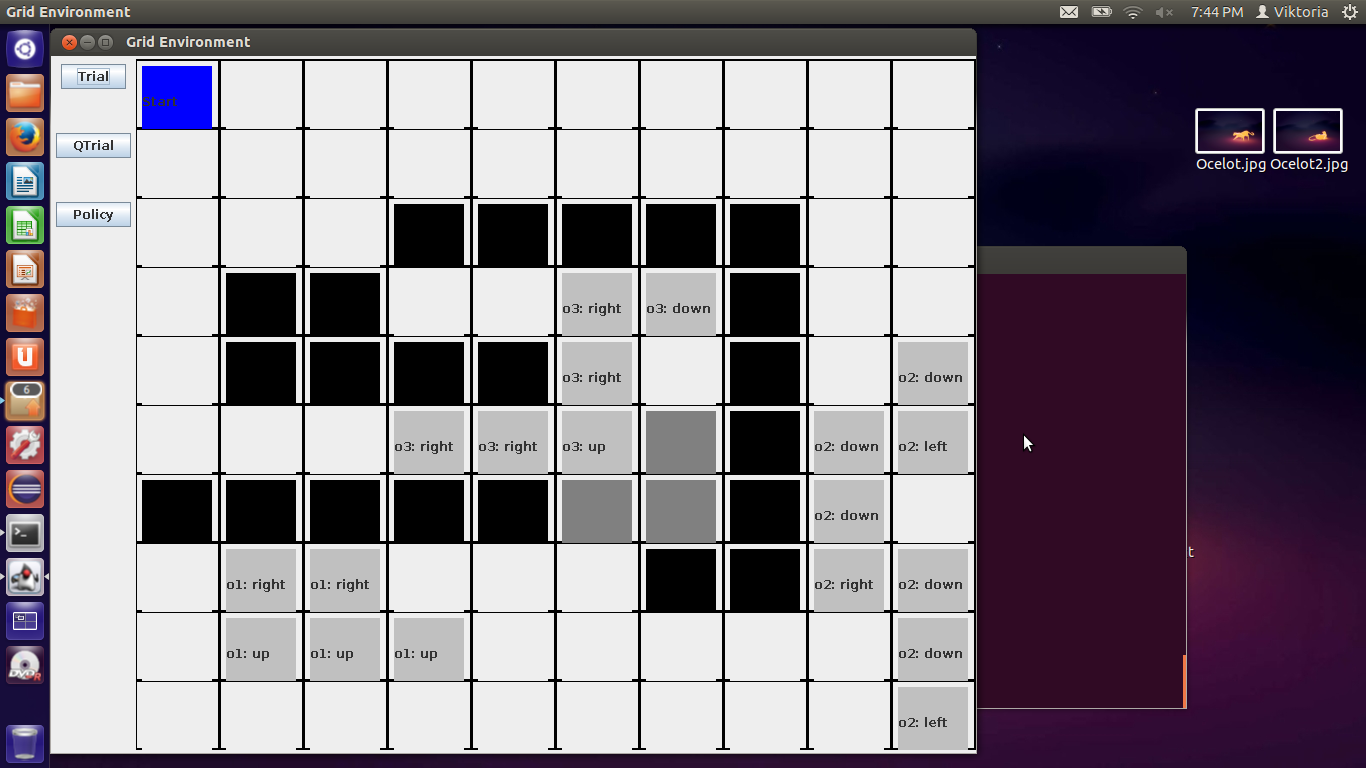 Grid Environment
7:44 PM
Viktoria
Grid Environment
Trial
Start
QTrial
Ocelot.jpg
Ocelot2.jpg
Policy
o3: right
o3: down
o3: right
o2: down
6
o3: right
o3: right
o3: up
o2: down
o2: left
o2: down
t
o1: right
o1: right
o2: right
o2: down
o1: up
o1: up
o1: up
o2: down
DVD R
o2: left